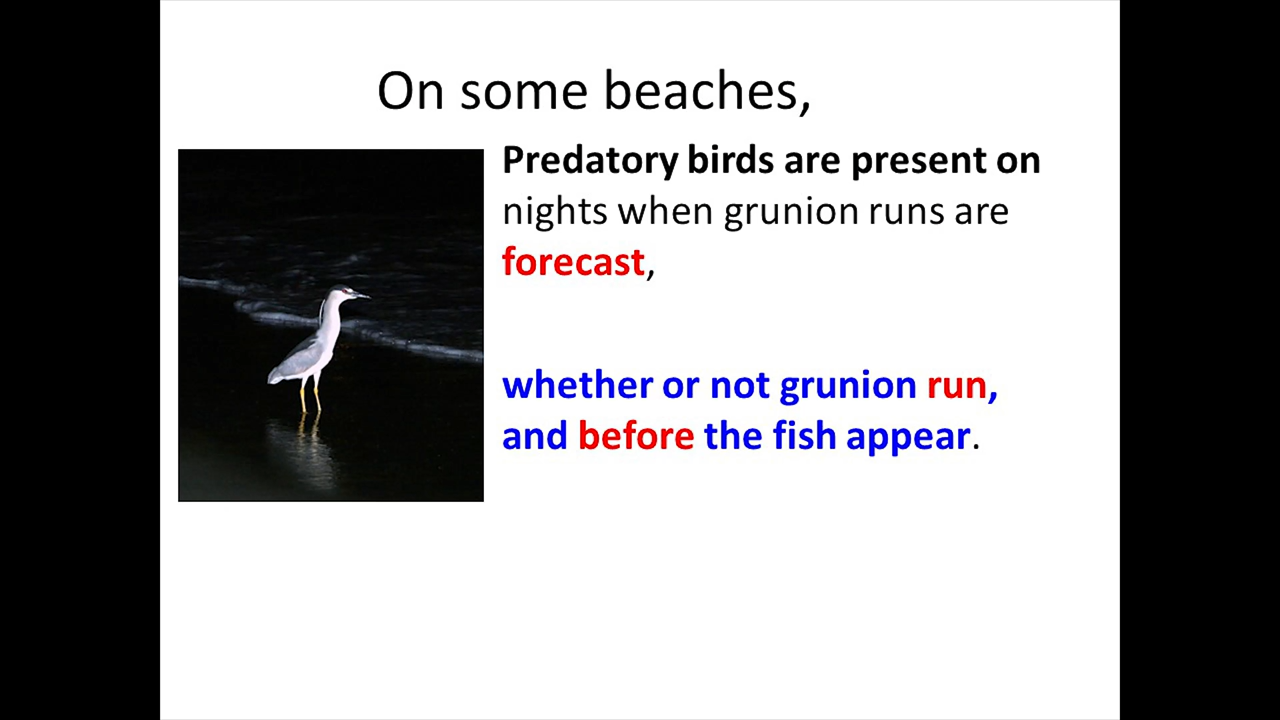 On some beaches,
Predatory birds are present on
nights when grunion runs are
forecast,
whether or not grunion run,
and before the fish appear.